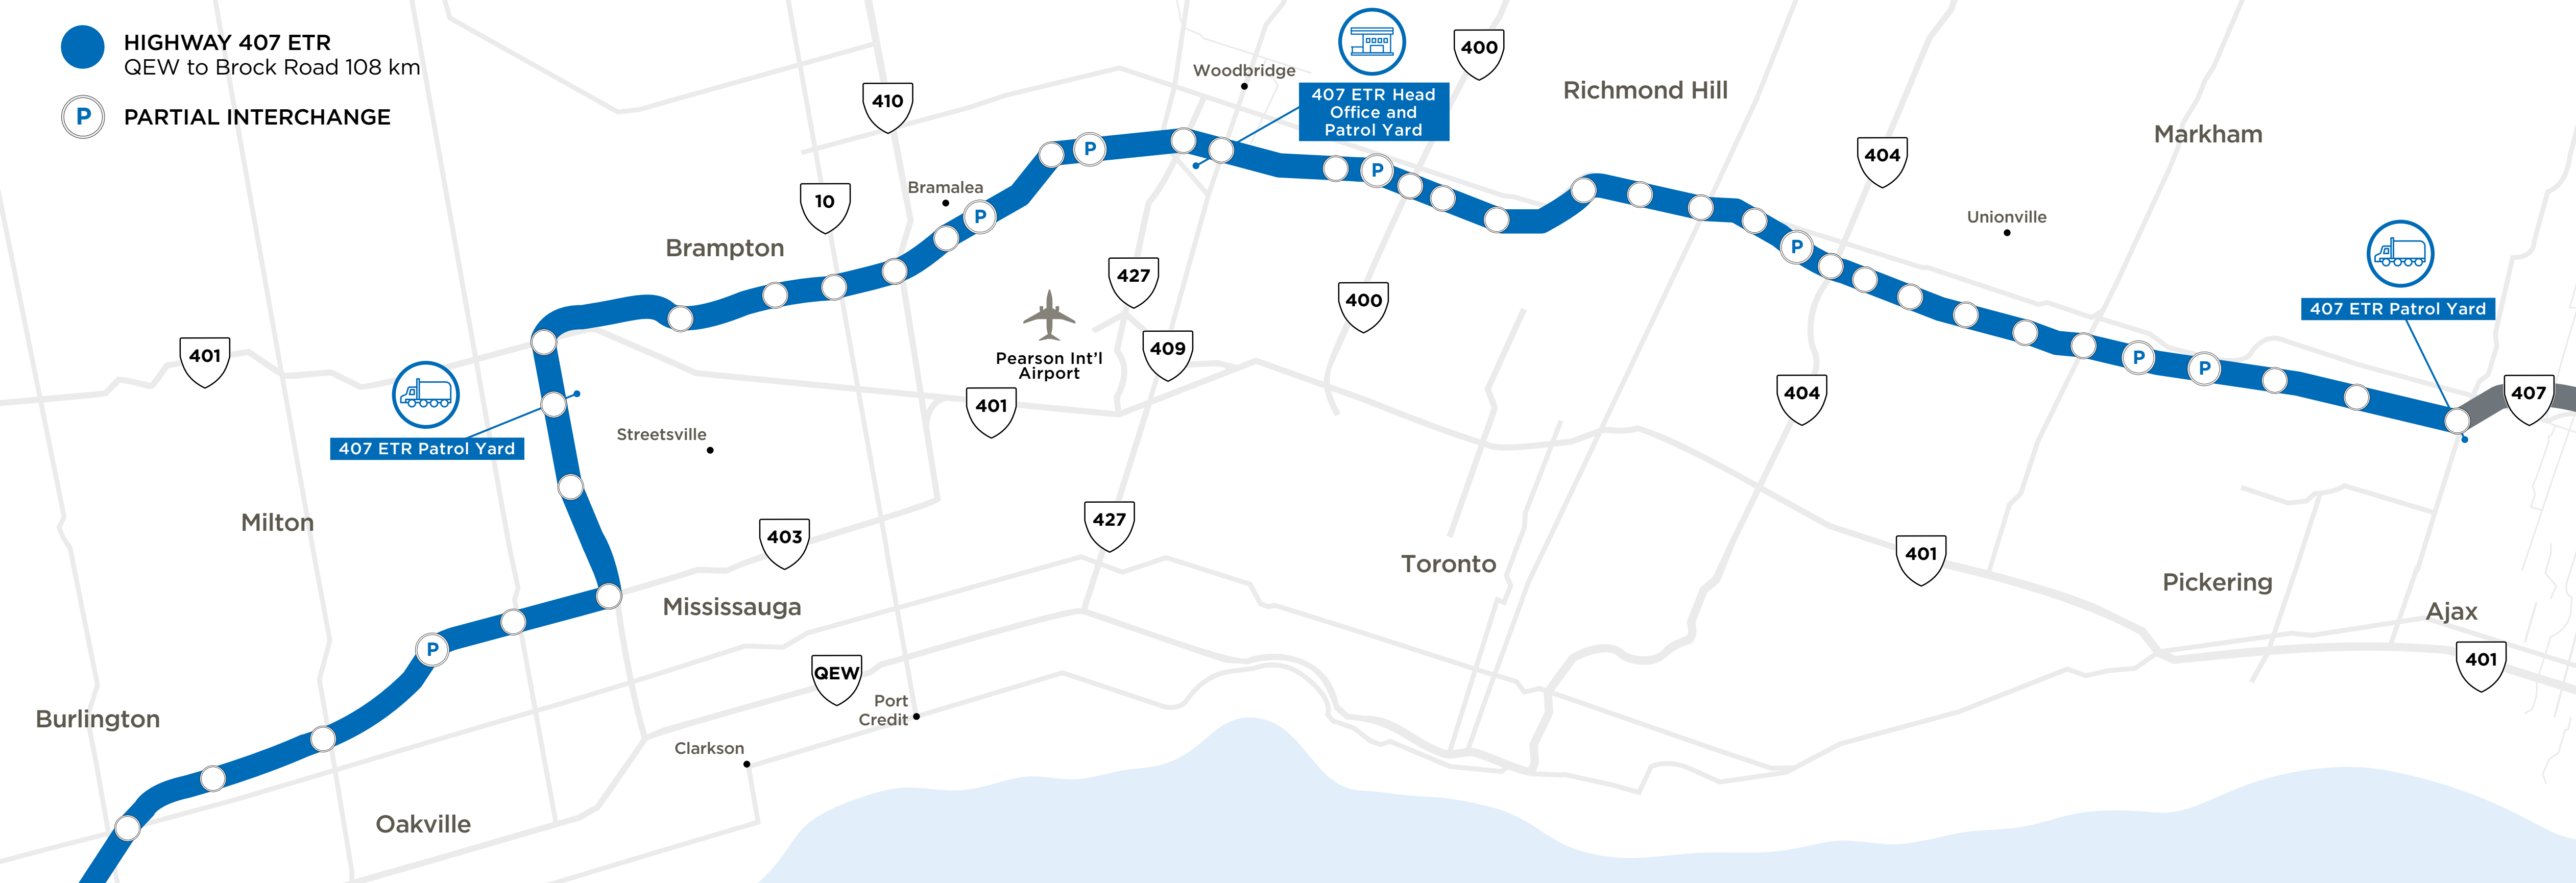 HIGHWAY 407 ETR
QEW to Brock Road 108 km
P
PARTIAL INTERCHANGE
400
Woodbridge
407 ETR Head
Office and
Patrol Yard
Richmond Hill
410
Markham
P
404
P
Bramalea
10
P
Unionville
Brampton
P
427
400
407 ETR Patrol Yard
401
409
Pearson Int'l
Airport
P
P
407
401
404
Streetsville
407 ETR Patrol Yard
Milton
427
403
401
Toronto
Pickering
Mississauga
Ajax
P
401
QEW
Port
Credit
Burlington
Clarkson
Oakville